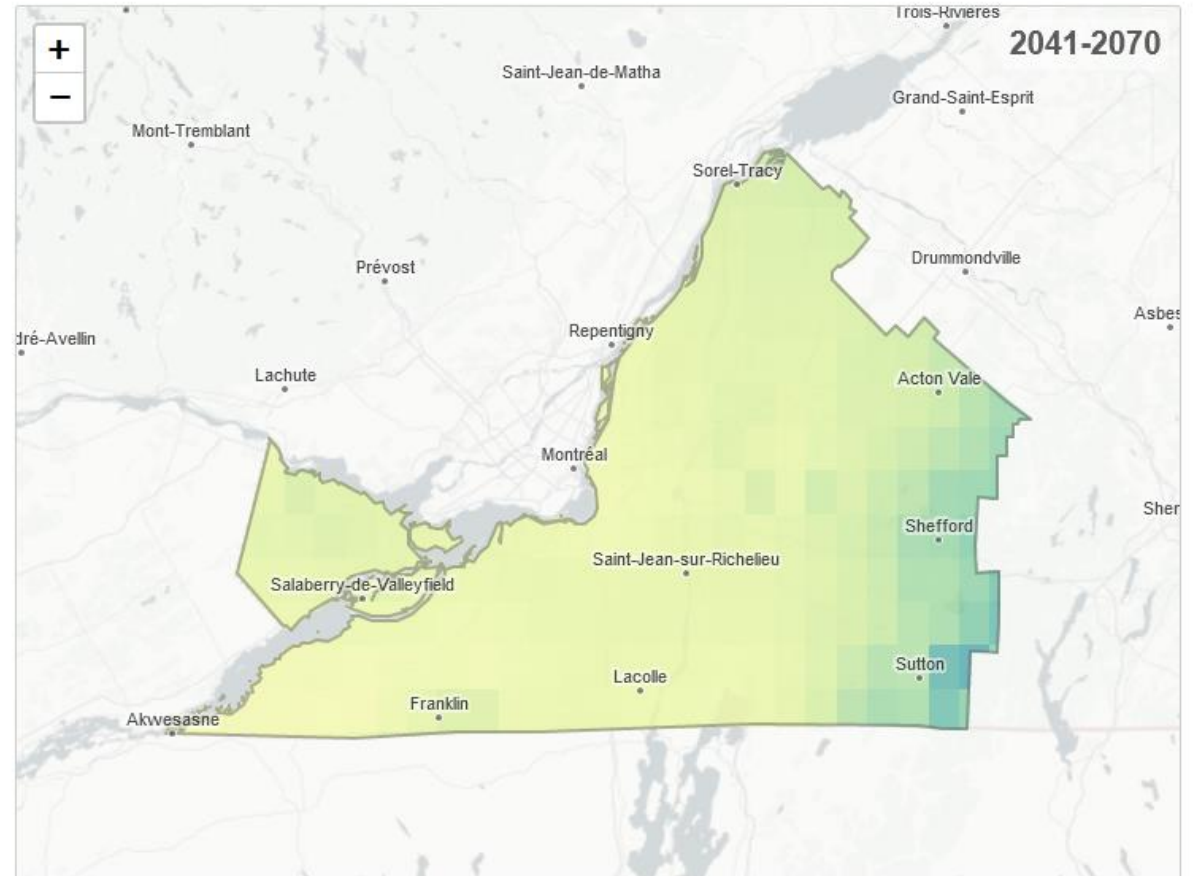 +
−
Trois-Rivières
2041-2070
Saint-Jean-de-Matha
Grand-Saint-Esprit
Mont-Tremblant
Sorel-Tracy
Drummondville
Prévost
Asbes
Repentigny
dré-Avellin
Lachute
Acton Vale
Montréal
Sher
Shefford
Saint-Jean-sur-Richelieu
Salaberry-de-Valleyfield
Sutton
Lacolle
Franklin
Akwesasne